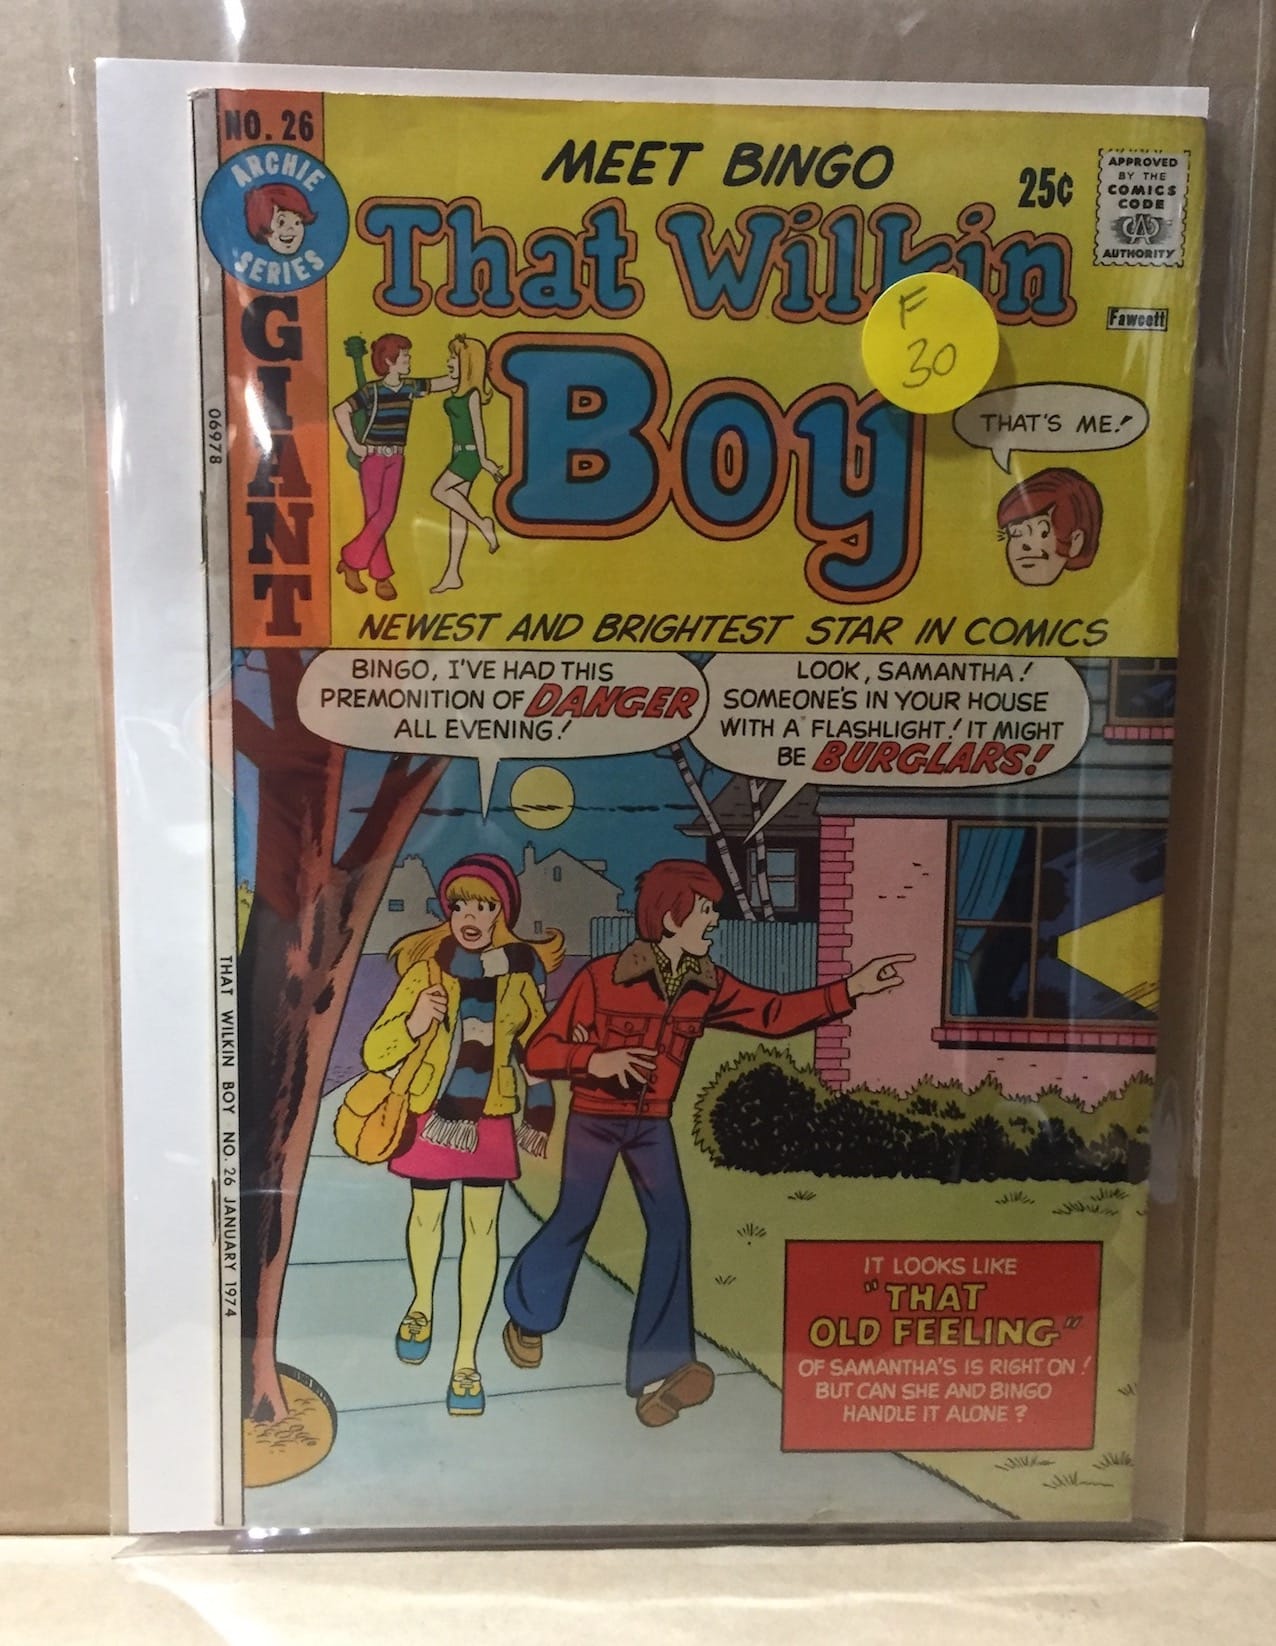 NO. 26
ARCHIE
SERIES
GIANT
MEET BINGO
25¢
APPROVED
BY THE
COMICS
CODE
CA
AUTHORITY
That Wilkin
Boy
Fawcett
F
30
THAT'S ME!
NEWEST AND BRIGHTEST STAR IN COMICS
BINGO, I'VE HAD THIS
PREMONITION OF DANGER
ALL EVENING!
LOOK, SAMANTHA!
SOMEONE'S IN YOUR HOUSE
WITH A FLASHLIGHT! IT MIGHT
BE BURGLARS!
06978
THAT WILKIN BOY NO. 26 JANUARY 1974
IT LOOKS LIKE
"THAT
OLD FEELING"
OF SAMANTHA'S IS RIGHT ON!
BUT CAN SHE AND BINGO
HANDLE IT ALONE?